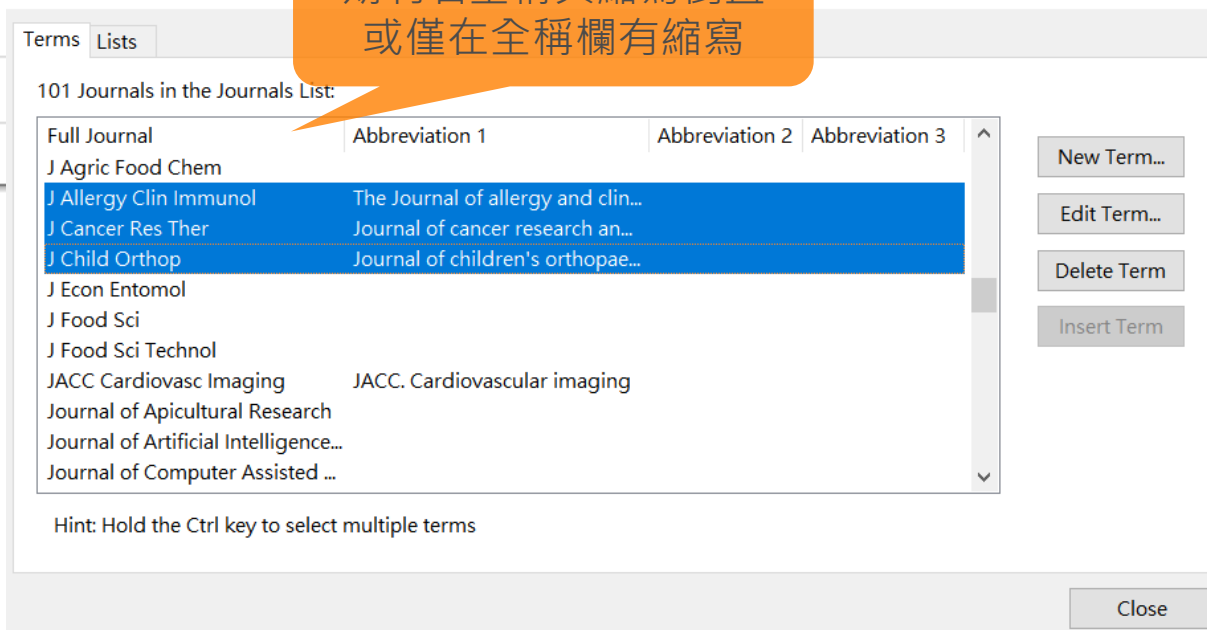 或僅在全稱欄有縮寫
Terms Lists
101 Journals in the Journals List:
Full Journal Abbreviation 1 Abbreviation 2 Abbreviation 3
J Agric Food Chem
J Allergy Clin Immunol The Journal of allergy and clin...
J Cancer Res Ther Journal of cancer research an...
J Child Orthop Journal of children's orthopae...
J Econ Entomol
J Food Sci
J Food Sci Technol
JACC Cardiovasc Imaging JACC. Cardiovascular imaging
Journal of Apicultural Research
Journal of Artificial Intelligence...
Journal of Computer Assisted ...
New Term...
Edit Term...
Delete Term
Insert Term
Hint: Hold the Ctrl key to select multiple terms
Close